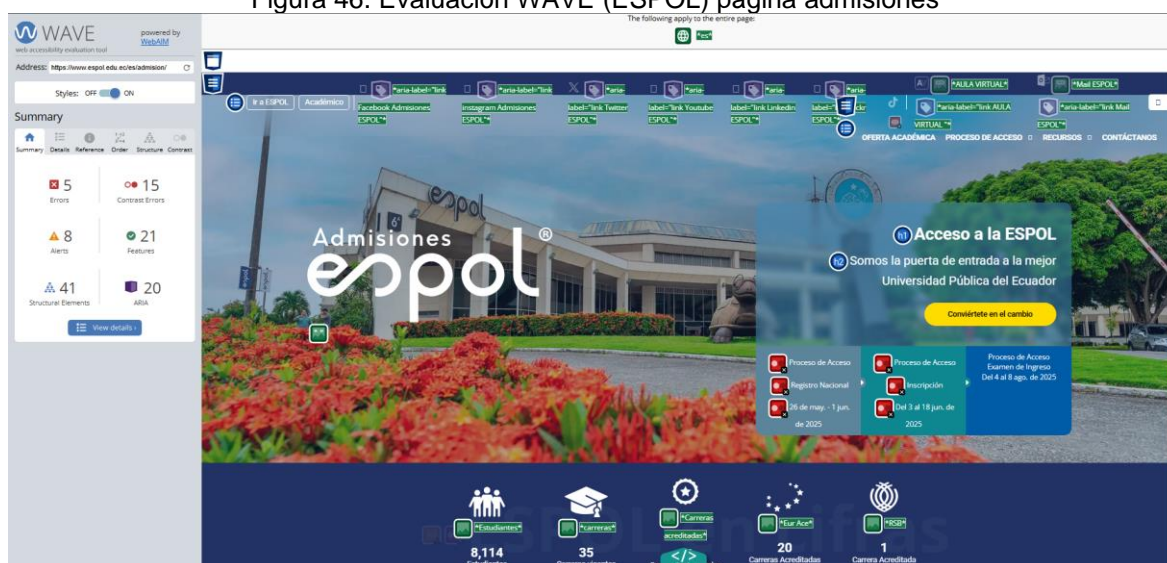 Figura 46. Evaluación WAVE (ESPOL) página admisiones
The following apply to the entire page:
*es*
WAVE
web accessibility evaluation tool
powered by
WebAIM
Address: https://www.espol.edu.ec/es/admision/
Styles: OFF ON
Summary
Summary Details Reference Order Structure Contrast
5 Errors
15 Contrast Errors
8 Alerts
21 Features
41 Structural Elements
20 ARIA
View details ›
Ir a ESPOL
Académico
*aria-label="link
Facebook Admisiones
ESPOL"*
*aria-label="link
Instagram Admisiones
ESPOL"*
*aria-
label="link Twitter
ESPOL"*
*aria-
label="link Youtube
ESPOL"*
*aria-
label="link Linkedin
ESPOL"*
*aria-
ESPOL"*
*AULA VIRTUAL*
*aria-label="link AULA
VIRTUAL "*
*Mail ESPOL*
*aria-label="link Mail
ESPOL"*
OFERTA ACADÉMICA PROCESO DE ACCESO RECURSOS CONTÁCTANOS
espol
6°
Admisiones
espol®
h1 Acceso a la ESPOL
h2 Somos la puerta de entrada a la mejor
Universidad Pública del Ecuador
Conviértete en el cambio
Proceso de Acceso
Registro Nacional
26 de may. - 1 jun.
de 2025
Proceso de Acceso
Inscripción
Del 3 al 18 jun. de
2025
Proceso de Acceso
Examen de Ingreso
Del 4 al 8 ago. de 2025
*Estudiantes*
8,114
*carreras*
35
*Carreras
acreditadas*
</>
*Eur Ace*
20
Carreras Acreditadas
*RSB*
1
Carrera Acreditada